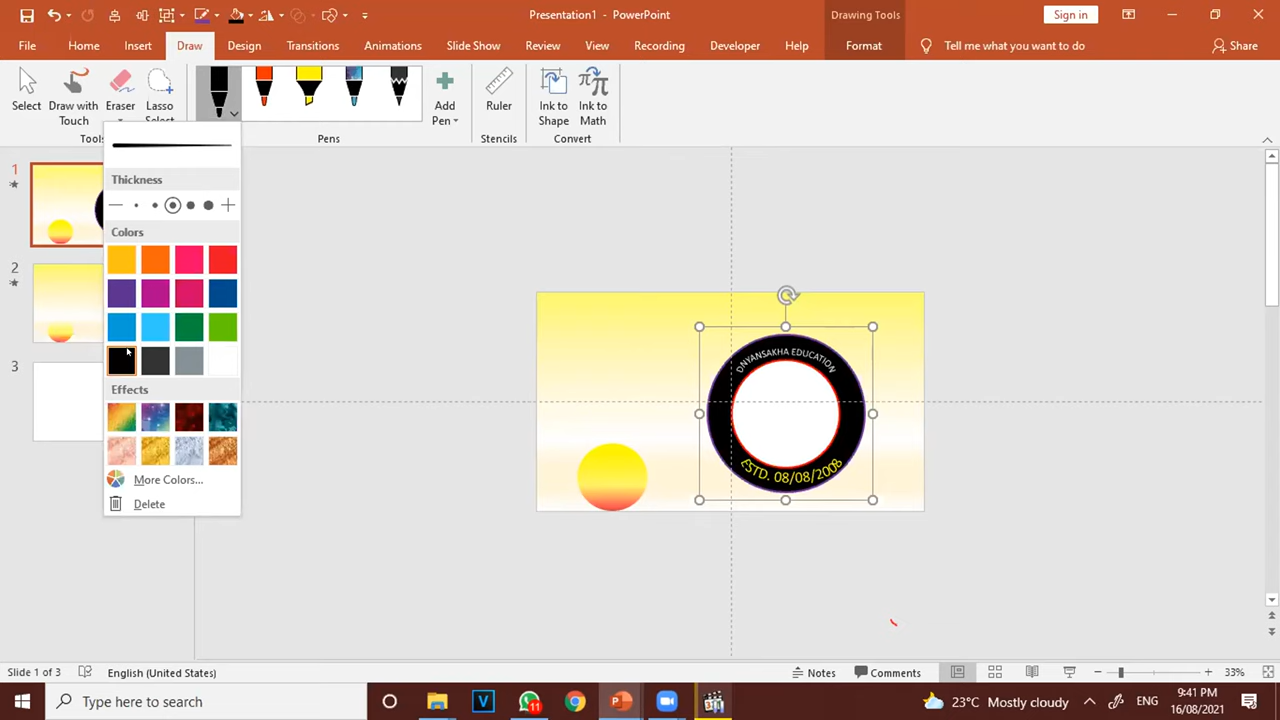 Presentation1 - PowerPoint
Drawing Tools
Sign in
File Home Insert Draw Design Transitions Animations Slide Show Review View Recording Developer Help Format Tell me what you want to do Share
Select
Draw with Touch
Eraser
Lasso Select
Add Pen
Ruler
Ink to Shape
Ink to Math
Tools
Pens
Stencils
Convert
Thickness
Colors
Effects
More Colors...
Delete
1
2
3
DNYANSAKHA EDUCATION
ESTD. 08/08/2008
Slide 1 of 3 English (United States) Notes Comments 33%
Type here to search
11
23°C Mostly cloudy
ENG
9:41 PM
16/08/2021